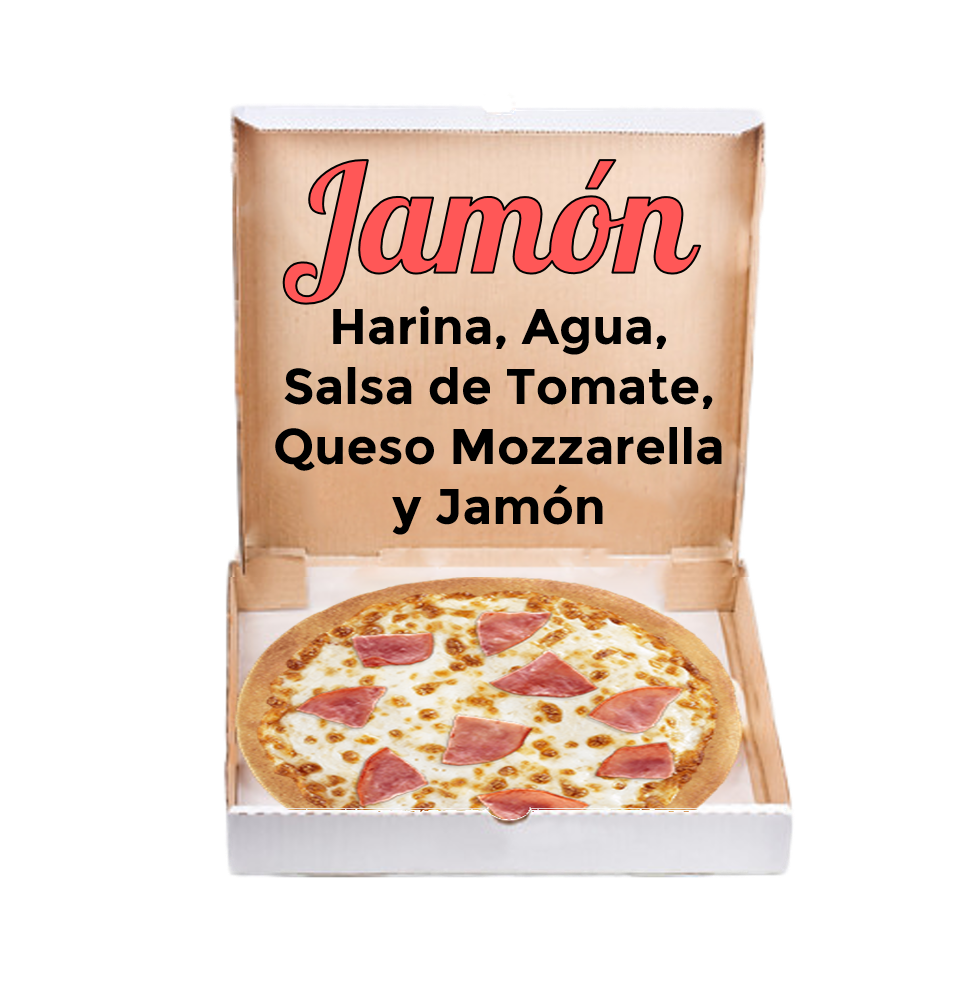 Jamón
Harina, Agua,
Salsa de Tomate,
Queso Mozzarella
y Jamón